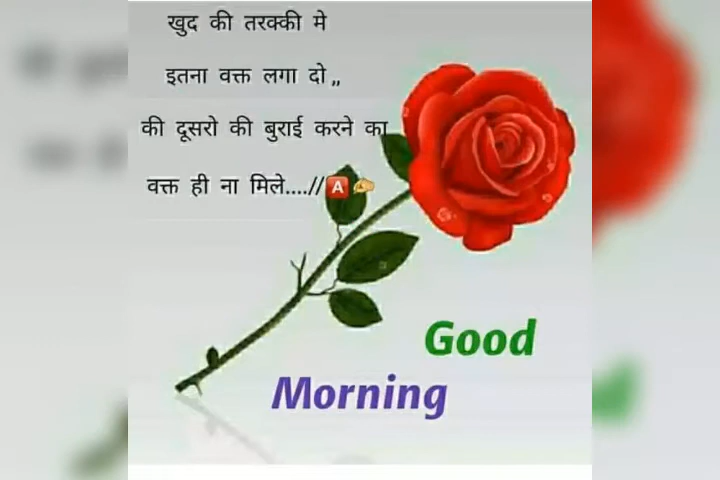 खुद की तरक्की मे
इतना वक्त लगा दो ,,
की दूसरो की बुराई करने का
वक्त ही ना मिले....//🅰️✍️
Good
Morning